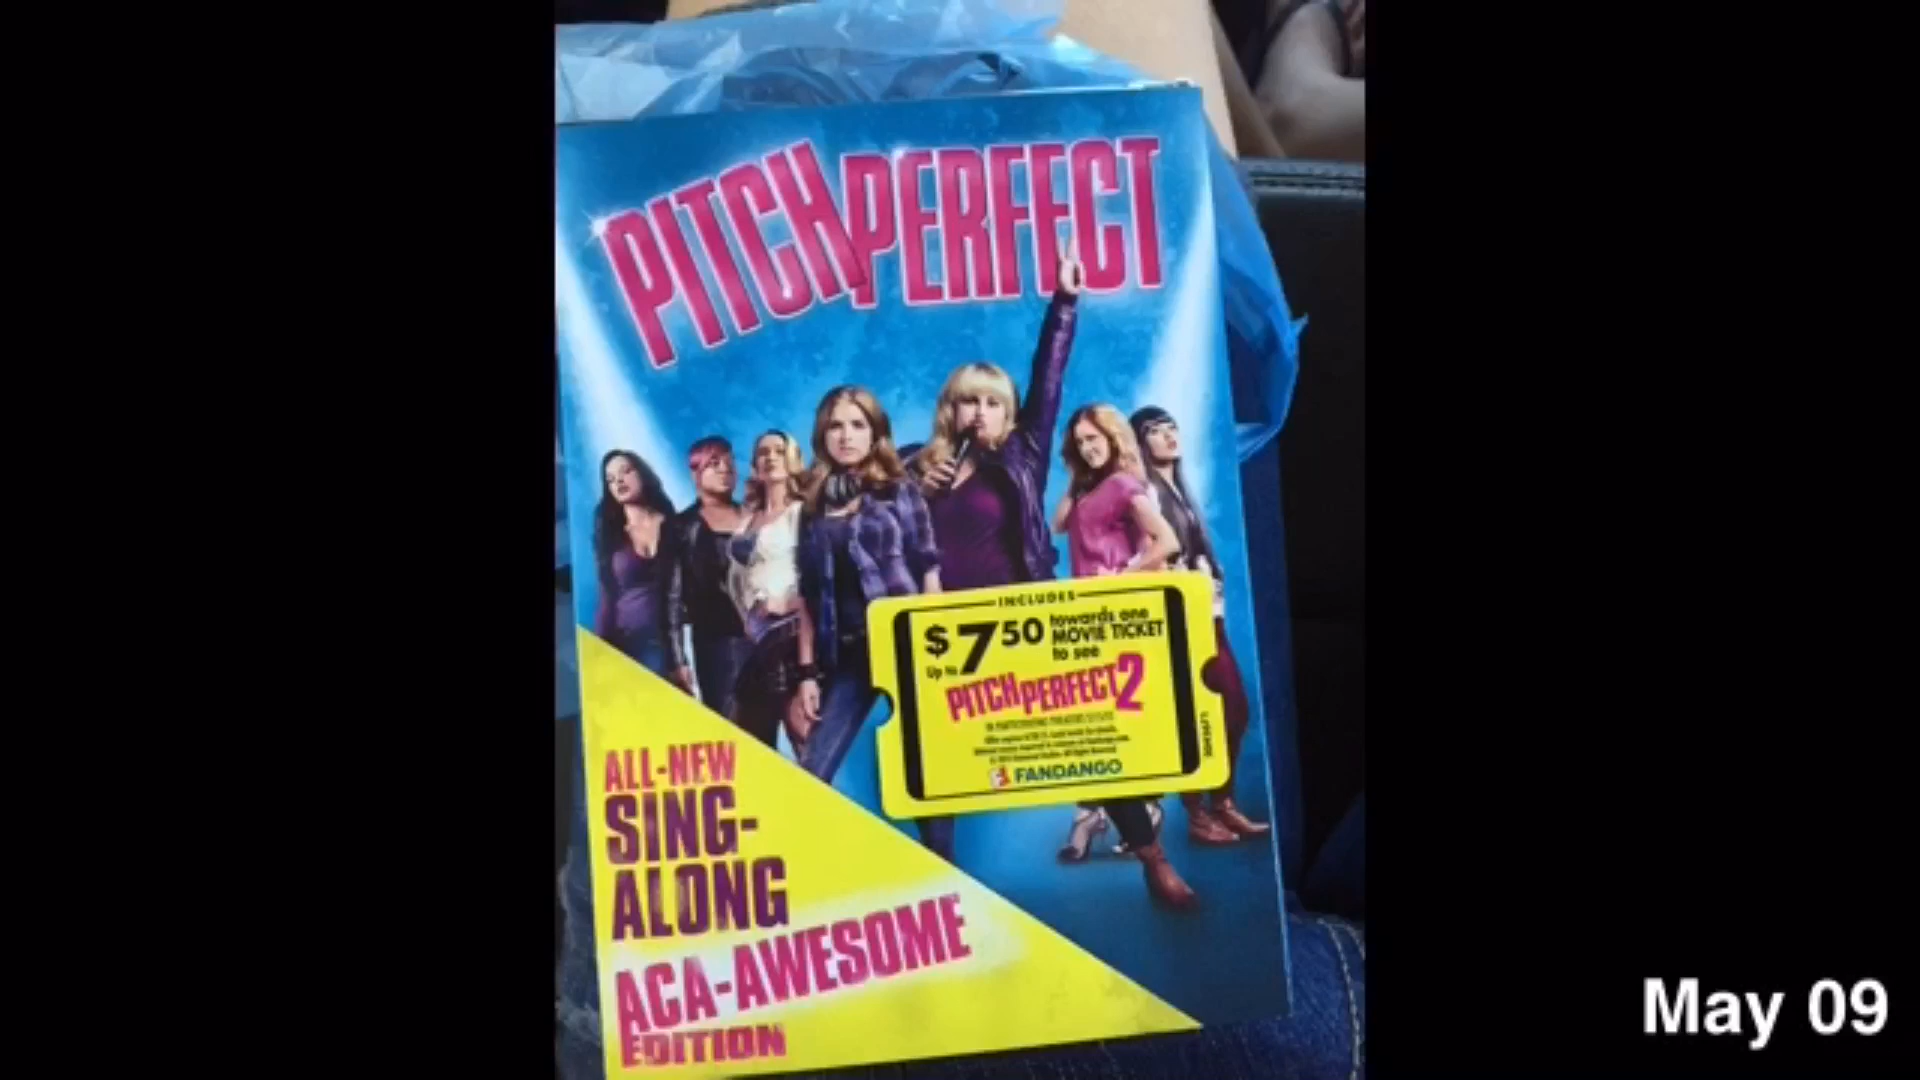 PITCH PERFECT
INCLUDES
Up to $7.50 towards one
MOVIE TICKET
to see
PITCH PERFECT 2
FANDANGO
ALL-NEW
SING-
ALONG
ACA-AWESOME
EDITION
May 09